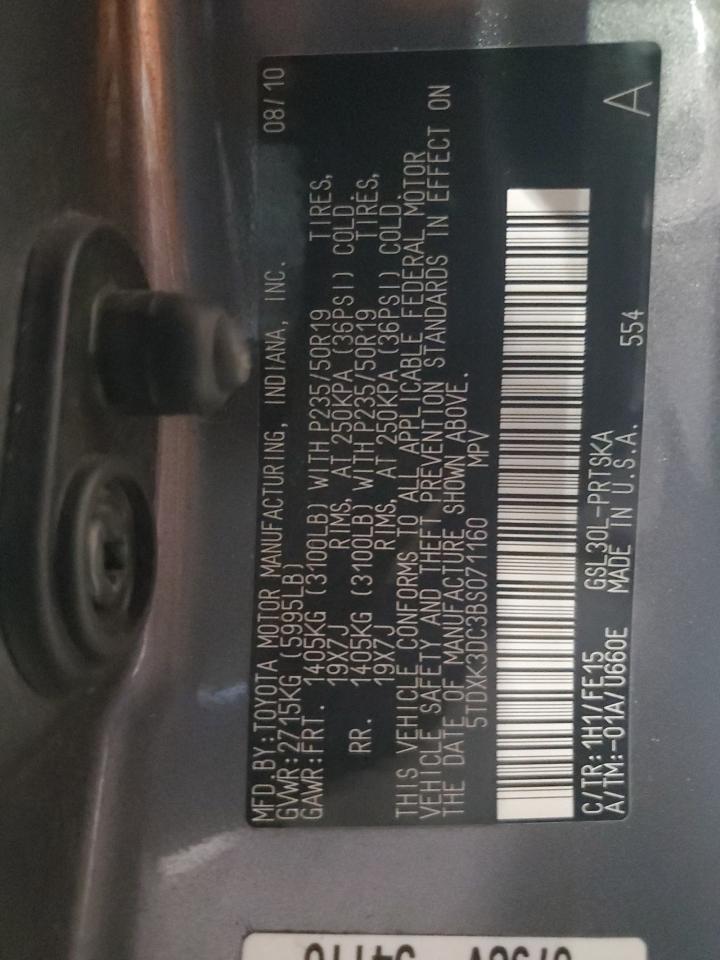 MFD.BY:TOYOTA MOTOR MANUFACTURING, INDIANA, INC. 08/10
GVWR:2715KG (5995LB)
GAWR:FRT. 1405KG (3100LB) WITH P235/50R19 TIRES,
19X7J RIMS, AT 250KPA (36PSI) COLD.
RR. 1405KG (3100LB) WITH P235/50R19 TIRES,
19X7J RIMS, AT 250KPA (36PSI) COLD.
THIS VEHICLE CONFORMS TO ALL APPLICABLE FEDERAL MOTOR
VEHICLE SAFETY AND THEFT PREVENTION STANDARDS IN EFFECT ON
THE DATE OF MANUFACTURE SHOWN ABOVE.
5TDXK3DC3BS071160 MPV
C/TR:1H1/FE15 GSL30L-PRTSKA
A/TM:-01A/U660E MADE IN U.S.A. 554 A